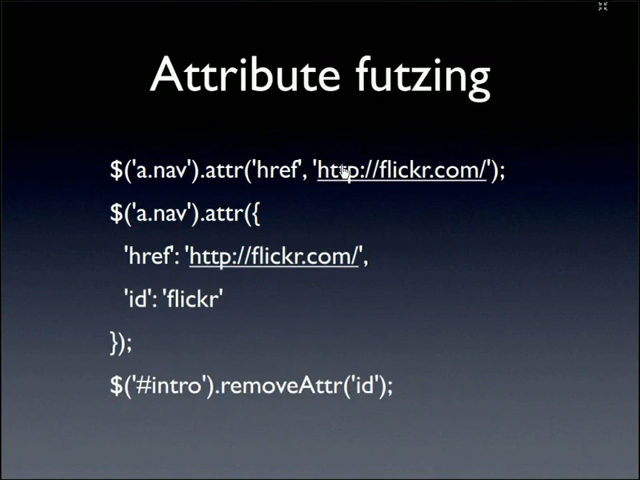 Attribute futzing
$('a.nav').attr('href', 'http://flickr.com/');
$('a.nav').attr({
'href': 'http://flickr.com/',
'id': 'flickr'
});
$('#intro').removeAttr('id');